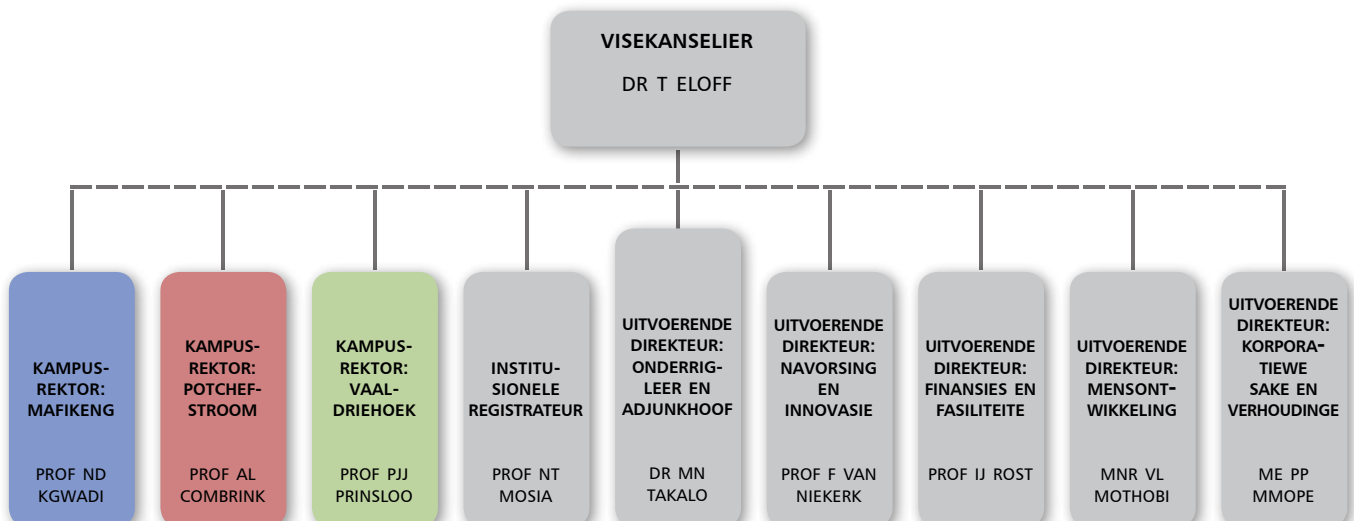 VISEKANSELIER
DR T ELOFF
KAMPUS-
REKTOR:
MAFIKENG
PROF ND
KGWADI
KAMPUS-
REKTOR:
POTCHEF-
STROOM
PROF AL
COMBRINK
KAMPUS-
REKTOR:
VAAL-
DRIEHOEK
PROF PJJ
PRINSLOO
INSTITU-
SIONELE
REGISTRATEUR
PROF NT
MOSIA
UITVOERENDE
DIREKTEUR:
ONDERRIG-
LEER EN
ADJUNKHOOF
DR MN
TAKALO
UITVOERENDE
DIREKTEUR:
NAVORSING
EN
INNOVASIE
PROF F VAN
NIEKERK
UITVOERENDE
DIREKTEUR:
FINANSIES EN
FASILITEITE
PROF IJ ROST
UITVOERENDE
DIREKTEUR:
MENSONT-
WIKKELING
MNR VL
MOTHOBI
UITVOERENDE
DIREKTEUR:
KORPORA-
TIEWE
SAKE EN
VERHOUDINGE
ME PP
MMOPE